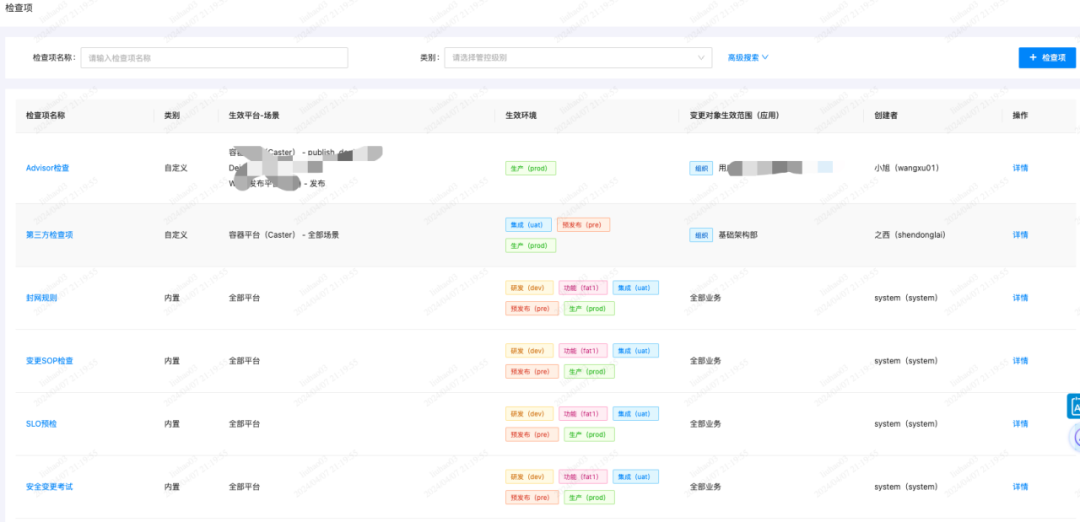 检查项
检查项名称： 请输入检查项名称 类别： 请选择管控级别 高级搜索 + 检查项
检查项名称 类别 生效平台-场景 生效环境 变更对象生效范围（应用） 创建者 操作
容 （Caster） - publish
Advisor检查 自定义 生产（prod） 组织 用 小旭（wangxu01） 详情
发布平 - 发布
第三方检查项 自定义 容器平台（Caster） - 全部场景 集成（uat） 预发布（pre） 组织 基础架构部 之西（shendonglai） 详情
生产（prod）
封网规则 内置 全部平台 研发（dev） 功能（fat1） 集成（uat） 全部业务 system（system） 详情
预发布（pre） 生产（prod）
变更SOP检查 内置 全部平台 研发（dev） 功能（fat1） 集成（uat） 全部业务 system（system） 详情
预发布（pre） 生产（prod）
SLO预检 内置 全部平台 研发（dev） 功能（fat1） 集成（uat） 全部业务 system（system） 详情
预发布（pre） 生产（prod）
安全变更考试 内置 全部平台 研发（dev） 功能（fat1） 集成（uat） 全部业务 system（system） 详情
预发布（pre） 生产（prod）